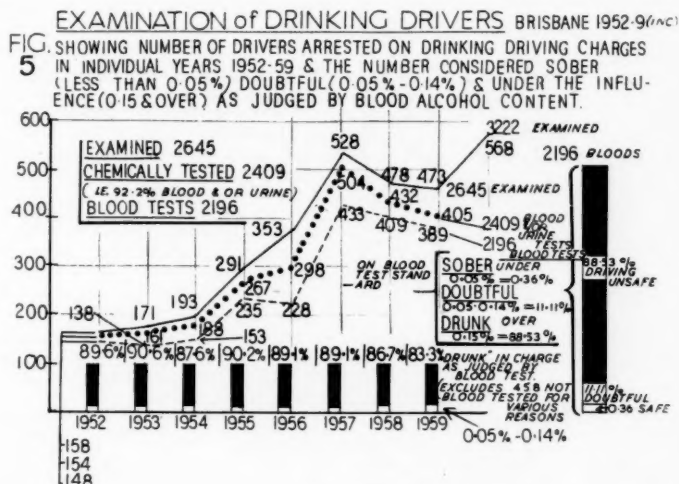 EXAMINATION of DRINKING DRIVERS BRISBANE 1952-9 (INC)
FIG. 5
SHOWING NUMBER OF DRIVERS ARRESTED ON DRINKING DRIVING CHARGES
IN INDIVIDUAL YEARS 1952-59 & THE NUMBER CONSIDERED SOBER
(LESS THAN 0·05%) DOUBTFUL (0·05%-0·14%) & UNDER THE INFLU-
ENCE (0·15 & OVER) AS JUDGED BY BLOOD ALCOHOL CONTENT.
600
500
400
300
200
100
EXAMINED 2645
CHEMICALLY TESTED 2409
(I.E. 92·2% BLOOD & OR URINE)
BLOOD TESTS 2196
138
171
193
291
353
528
478
473
3222 EXAMINED
568
2645 EXAMINED
161
188
267
298
504
432
405
2409 BLOOD
URINE
TESTS
153
235
228
433
409
389
2196 BLOOD TESTS
ON BLOOD
TEST STAND
ARD
SOBER UNDER
0·05% = 0·36%
DOUBTFUL
0·05-0·14% = 11·11%
DRUNK OVER
0·15% = 88·53%
2196 BLOODS
88·53%
DRIVING
UNSAFE
11·11%
DOUBTFUL
0·36 SAFE
89·6% 90·6% 87·6% 90·2% 89·1% 89·1% 86·7% 83·3%
"DRUNK" IN CHARGE
AS JUDGED BY
BLOOD TEST.
(EXCLUDES 458 NOT
BLOOD TESTED FOR
VARIOUS
REASONS
0·05%-0·14%
1952 1953 1954 1955 1956 1957 1958 1959
158
154
148